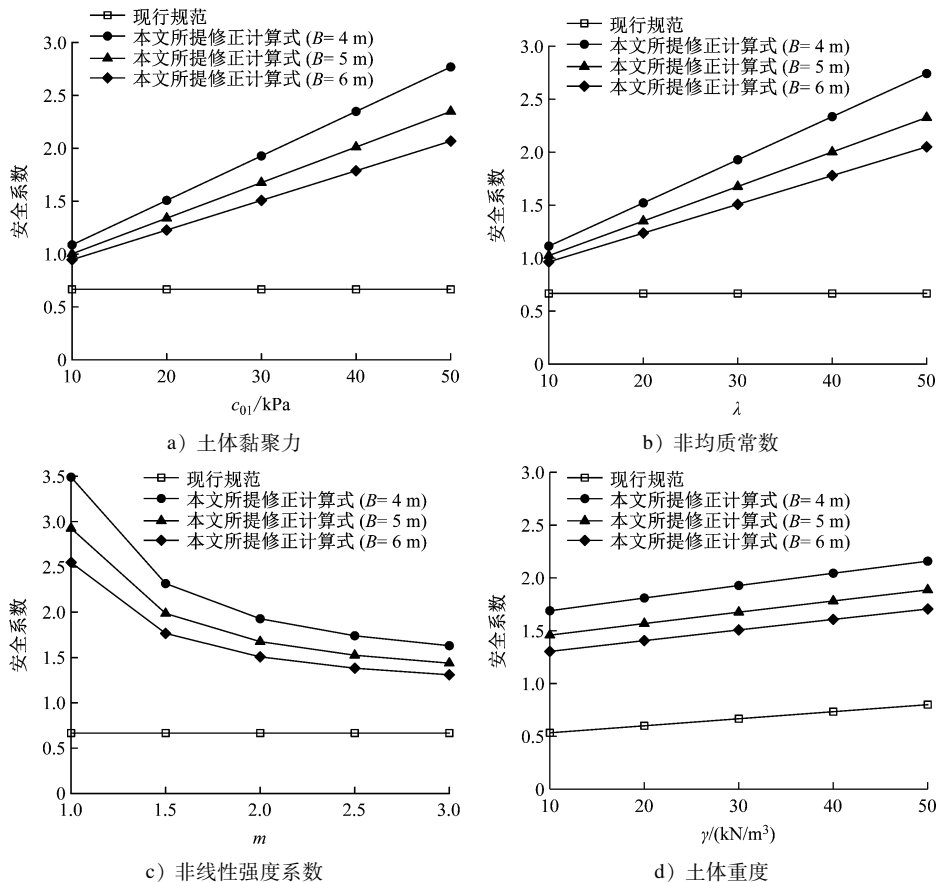 现行规范
本文所提修正计算式 (B= 4 m)
本文所提修正计算式 (B= 5 m)
本文所提修正计算式 (B= 6 m)
3.0
2.5
2.0
1.5
1.0
0.5
0
安全系数
10 20 30 40 50
c01/kPa
a）土体黏聚力
现行规范
本文所提修正计算式 (B= 4 m)
本文所提修正计算式 (B= 5 m)
本文所提修正计算式 (B= 6 m)
3.0
2.5
2.0
1.5
1.0
0.5
0
安全系数
10 20 30 40 50
λ
b）非均质常数
现行规范
本文所提修正计算式 (B= 4 m)
本文所提修正计算式 (B= 5 m)
本文所提修正计算式 (B= 6 m)
3.5
3.0
2.5
2.0
1.5
1.0
0.5
0
安全系数
1.0 1.5 2.0 2.5 3.0
m
c）非线性强度系数
现行规范
本文所提修正计算式 (B= 4 m)
本文所提修正计算式 (B= 5 m)
本文所提修正计算式 (B= 6 m)
3.0
2.5
2.0
1.5
1.0
0.5
0
安全系数
10 20 30 40 50
γ/(kN/m³)
d）土体重度